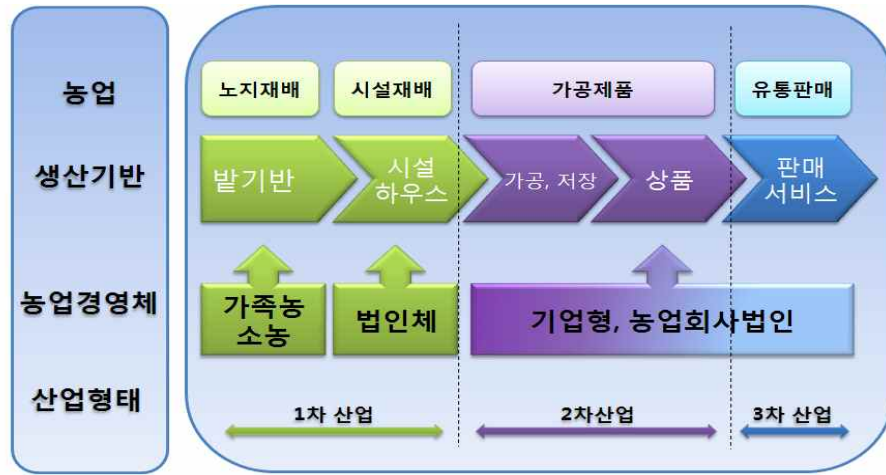 농업
노지재배 시설재배 가공제품 유통판매
생산기반
밭기반
시설
하우스
가공, 저장
상품
판매
서비스
농업경영체
가족농
소농
법인체
기업형, 농업회사법인
산업형태
1차 산업
2차산업
3차 산업